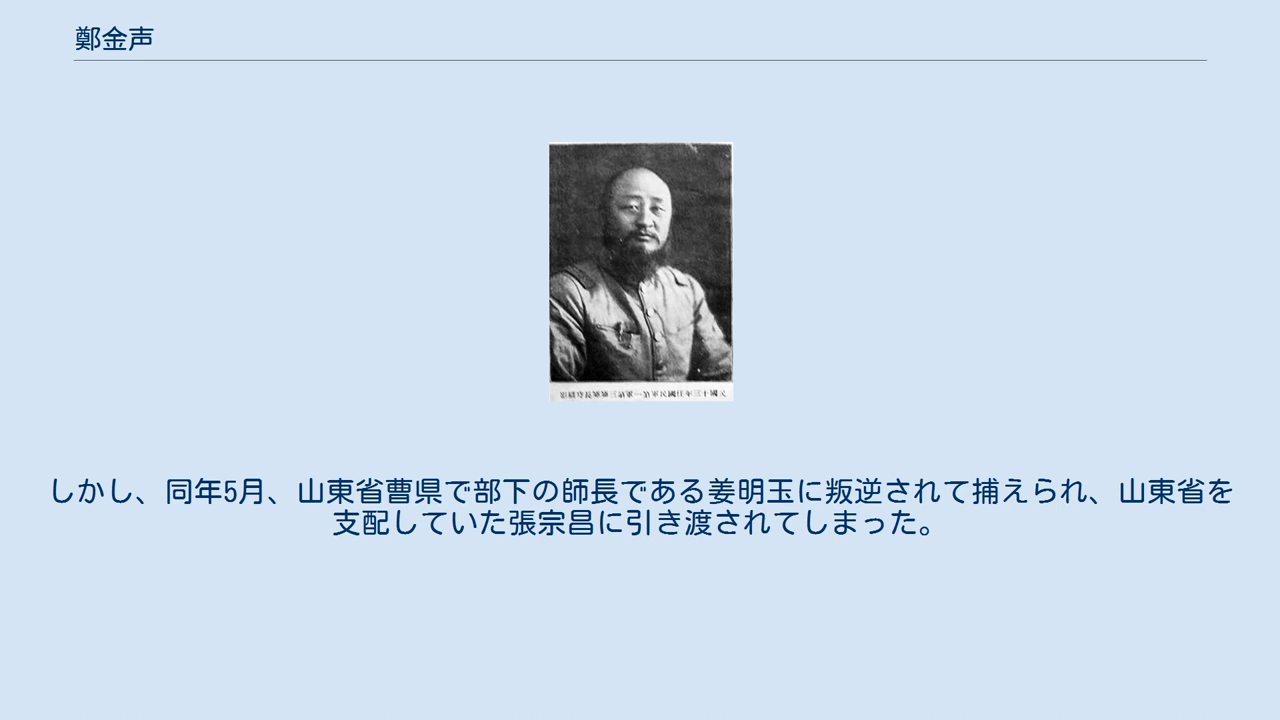 鄭金声
しかし、同年5月、山東省曹県で部下の師長である姜明玉に叛逆されて捕えられ、山東省を
支配していた張宗昌に引き渡されてしまった。